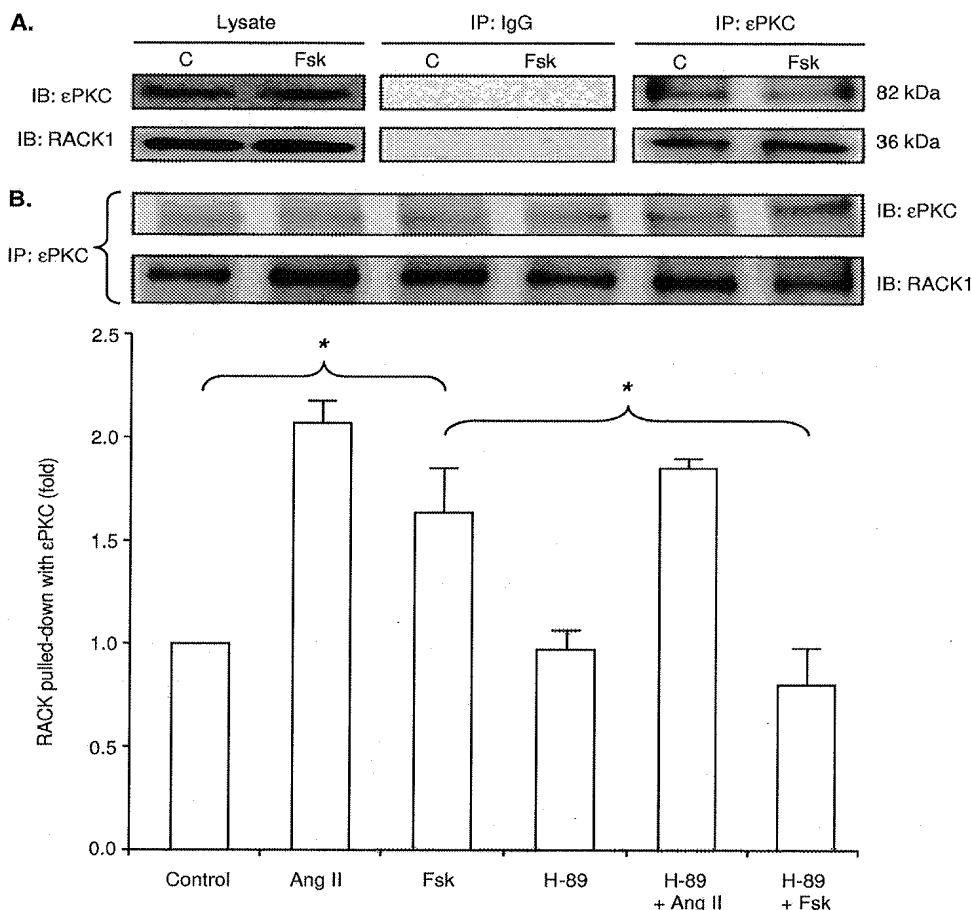 A.
Lysate
IP: IgG
IP: εPKC
C Fsk C Fsk C Fsk
IB: εPKC
82 kDa
IB: RACK1
36 kDa
B.
IP: εPKC
IB: εPKC
IB: RACK1
RACK pulled-down with εPKC (fold)
2.5
2.0
1.5
1.0
0.5
0.0
*
*
Control Ang II Fsk H-89 H-89 + Ang II H-89 + Fsk